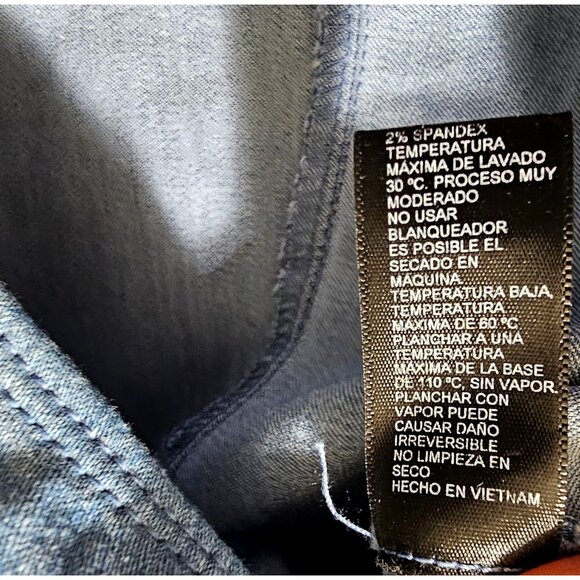 2% SPANDEX
TEMPERATURA
MÁXIMA DE LAVADO
30 ºC. PROCESO MUY
MODERADO
NO USAR
BLANQUEADOR
ES POSIBLE EL
SECADO EN
MÁQUINA
TEMPERATURA BAJA,
TEMPERATURA
MÁXIMA DE 60 ºC
PLANCHAR A UNA
TEMPERATURA
MÁXIMA DE LA BASE
DE 110 ºC, SIN VAPOR.
PLANCHAR CON
VAPOR PUEDE
CAUSAR DAÑO
IRREVERSIBLE
NO LIMPIEZA EN
SECO
HECHO EN VIETNAM